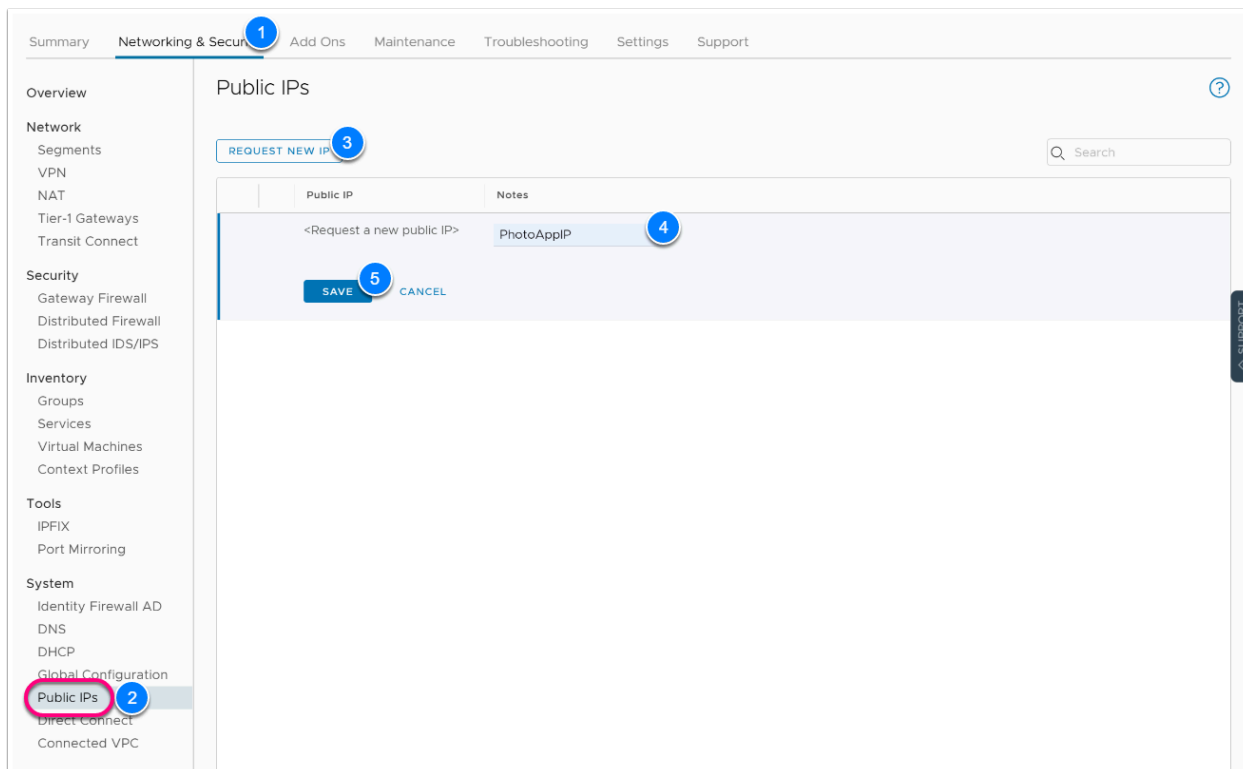 Summary Networking & Secur 1 Add Ons Maintenance Troubleshooting Settings Support
Overview
Network
Segments
VPN
NAT
Tier-1 Gateways
Transit Connect
Security
Gateway Firewall
Distributed Firewall
Distributed IDS/IPS
Inventory
Groups
Services
Virtual Machines
Context Profiles
Tools
IPFIX
Port Mirroring
System
Identity Firewall AD
DNS
DHCP
Global Configuration
Public IPs 2
Direct Connect
Connected VPC
Public IPs ?
REQUEST NEW IP 3
Search
Public IP Notes
<Request a new public IP> PhotoAppIP 4
SAVE 5 CANCEL
SUPPORT